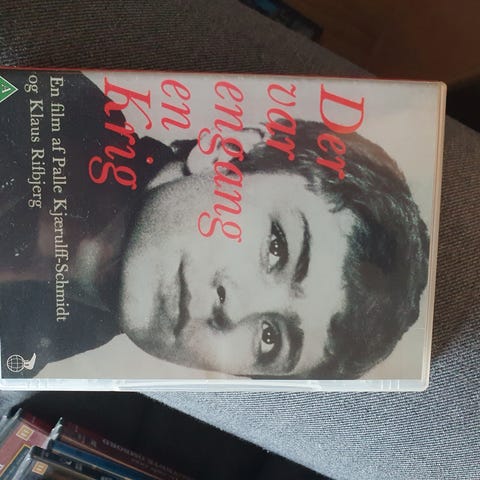 Der
var
engang
en
Krig
En film af Palle Kjærulff-Schmidt
og Klaus Rifbjerg
A